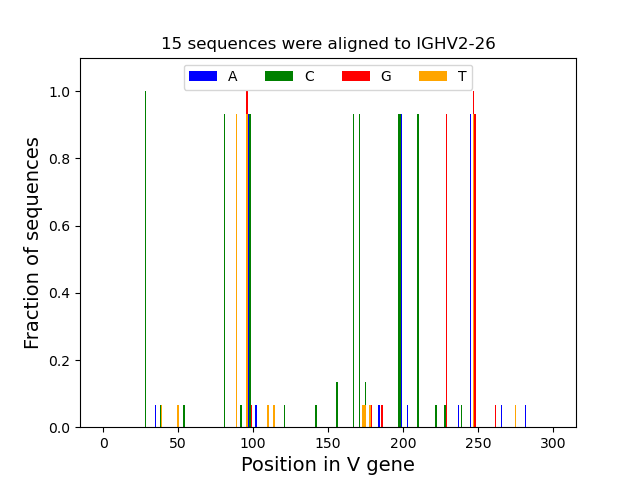 15 sequences were aligned to IGHV2-26
A C G T
1.0
0.8
0.6
0.4
0.2
0.0
Fraction of sequences
0 50 100 150 200 250 300
Position in V gene